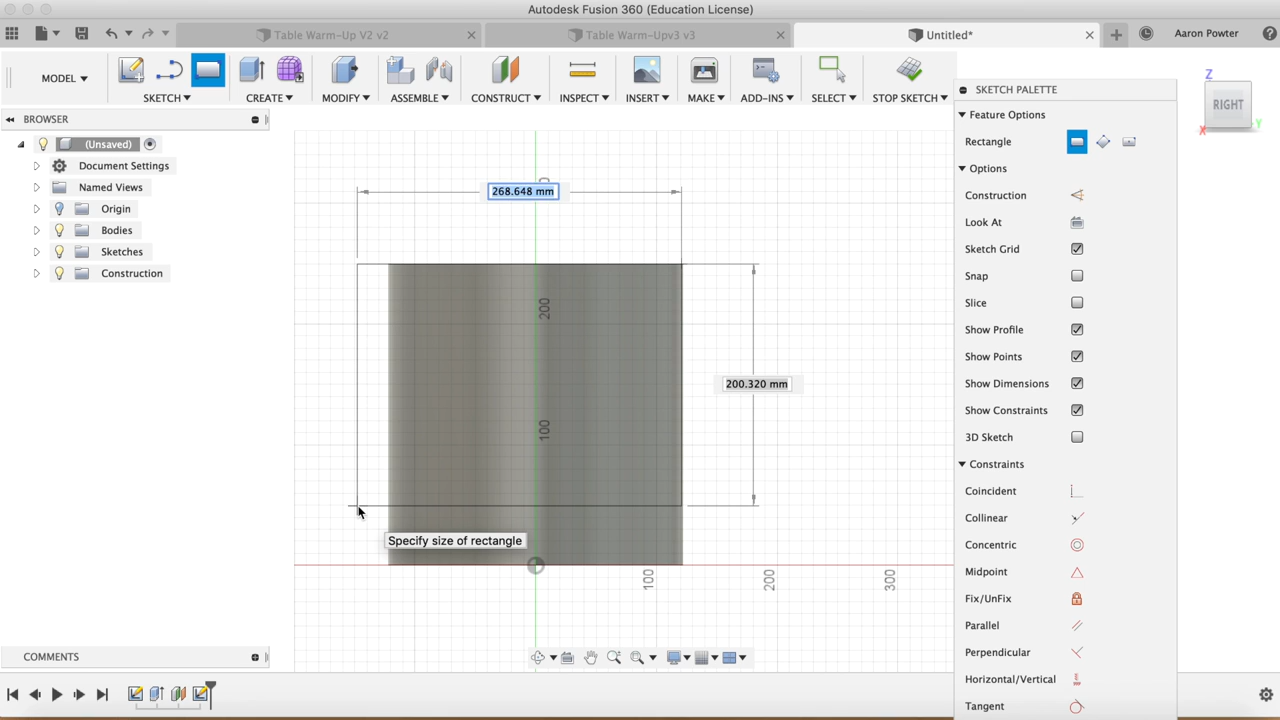 Autodesk Fusion 360 (Education License)
Table Warm-Up V2 v2
Table Warm-Upv3 v3
Untitled*
Aaron Powter
MODEL
SKETCH
CREATE
MODIFY
ASSEMBLE
CONSTRUCT
INSPECT
INSERT
MAKE
ADD-INS
SELECT
STOP SKETCH
BROWSER
(Unsaved)
Document Settings
Named Views
Origin
Bodies
Sketches
Construction
268.648 mm
200.320 mm
200
100
Specify size of rectangle
100
200
300
Z
RIGHT
X
Y
SKETCH PALETTE
Feature Options
Rectangle
Options
Construction
Look At
Sketch Grid
Snap
Slice
Show Profile
Show Points
Show Dimensions
Show Constraints
3D Sketch
Constraints
Coincident
Collinear
Concentric
Midpoint
Fix/UnFix
Parallel
Perpendicular
Horizontal/Vertical
Tangent
COMMENTS